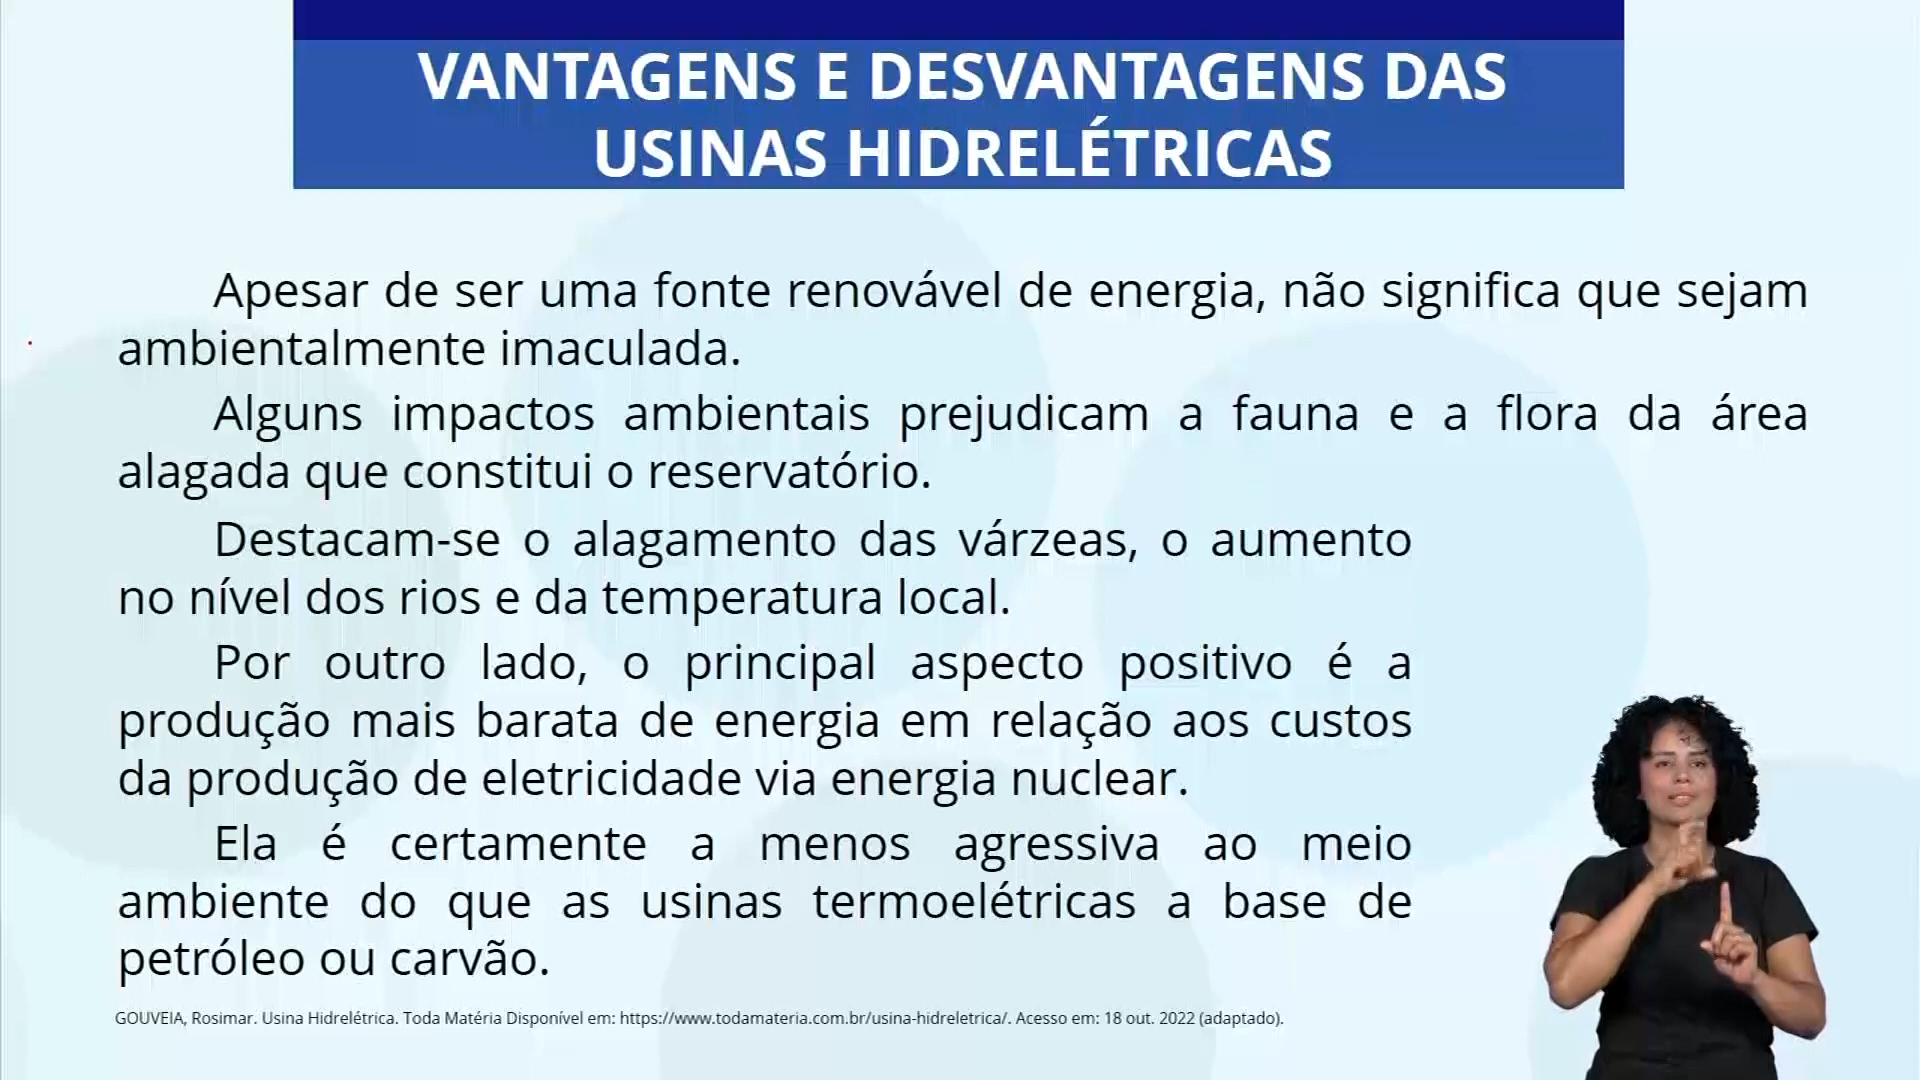 VANTAGENS E DESVANTAGENS DAS
USINAS HIDRELÉTRICAS
Apesar de ser uma fonte renovável de energia, não significa que sejam
ambientalmente imaculada.
Alguns impactos ambientais prejudicam a fauna e a flora da área
alagada que constitui o reservatório.
Destacam-se o alagamento das várzeas, o aumento
no nível dos rios e da temperatura local.
Por outro lado, o principal aspecto positivo é a
produção mais barata de energia em relação aos custos
da produção de eletricidade via energia nuclear.
Ela é certamente a menos agressiva ao meio
ambiente do que as usinas termoelétricas a base de
petróleo ou carvão.
GOUVEIA, Rosimar. Usina Hidrelétrica. Toda Matéria Disponível em: https://www.todamateria.com.br/usina-hidreletrica/. Acesso em: 18 out. 2022 (adaptado).